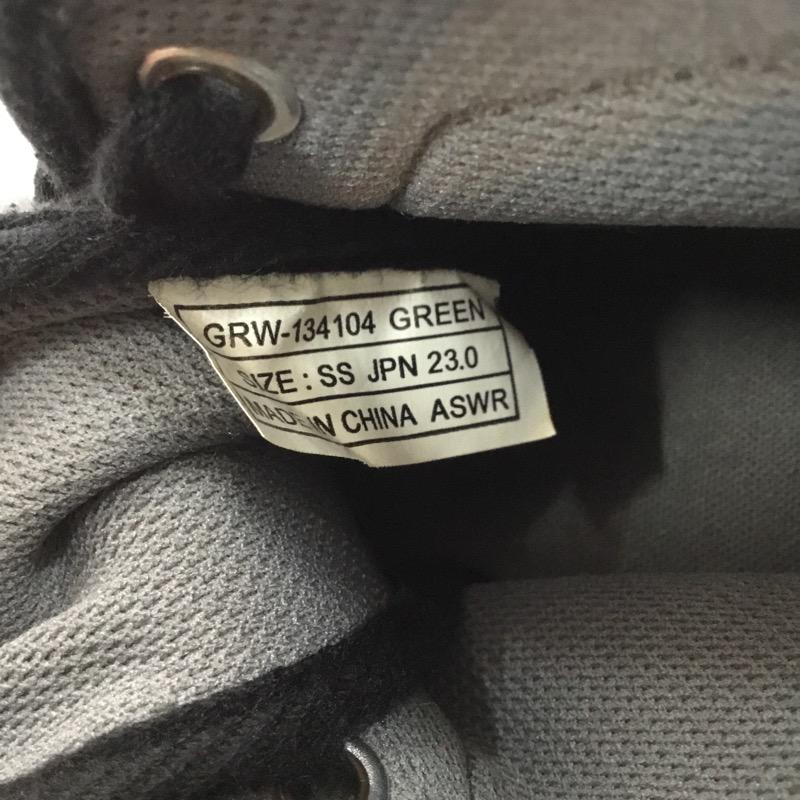 GRW-134104 GREEN
SIZE : SS JPN 23.0
MADE IN CHINA ASWR